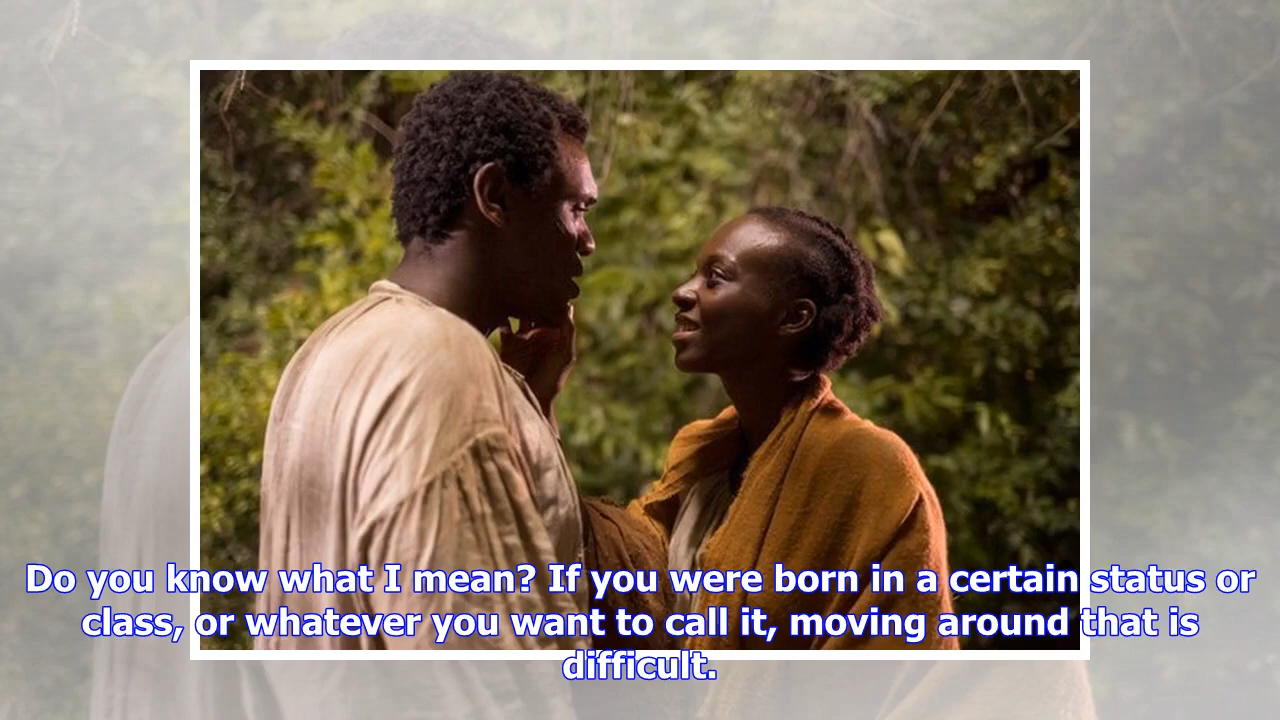 Do you know what I mean? If you were born in a certain status or
class, or whatever you want to call it, moving around that is
difficult.